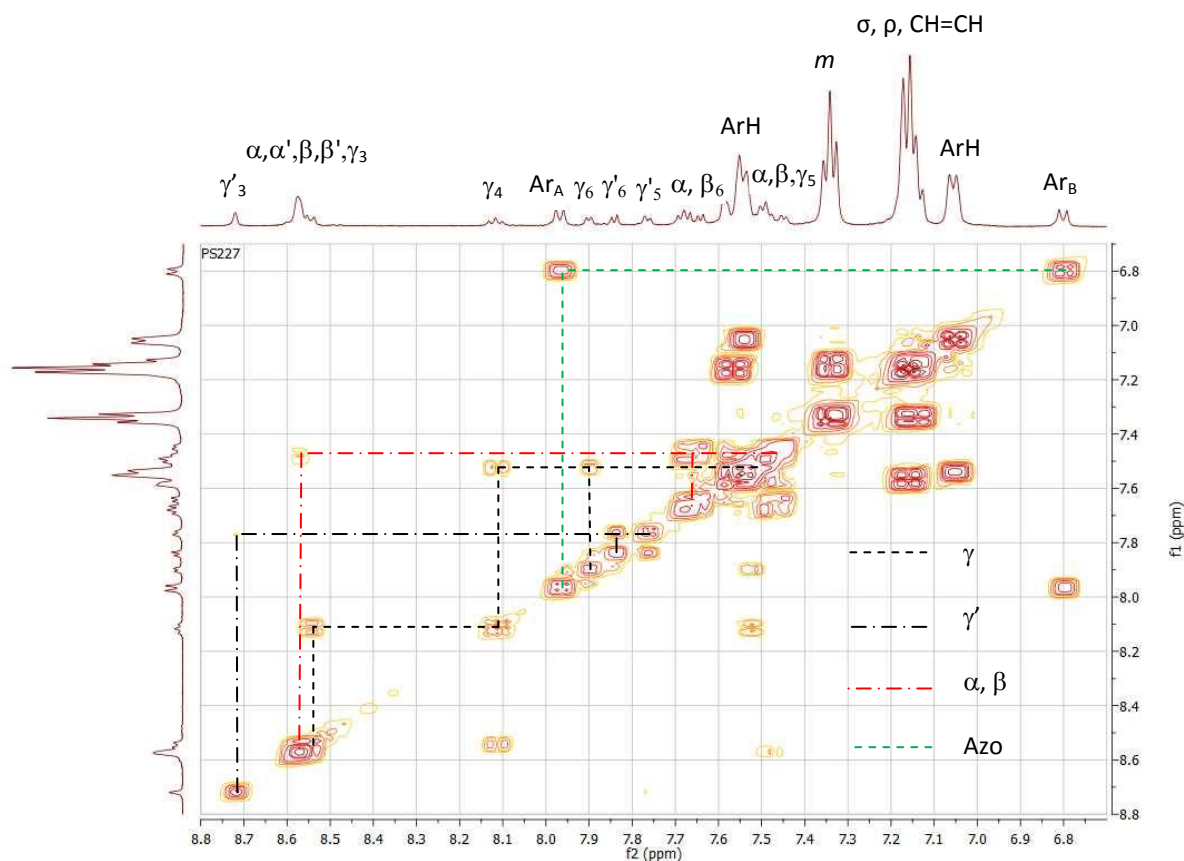 σ, ρ, CH=CH
m
ArH
ArH
α,α',β,β',γ3
α,β,γ5
γ'3
γ4
ArA
γ6
γ'6
γ'5
α, β6
ArB
PS227
6.8
7.0
7.2
7.4
7.6
7.8
8.0
8.2
8.4
8.6
8.8
f1 (ppm)
γ
γ'
α, β
Azo
8.8 8.7 8.6 8.5 8.4 8.3 8.2 8.1 8.0 7.9 7.8 7.7 7.6 7.5 7.4 7.3 7.2 7.1 7.0 6.9 6.8
f2 (ppm)